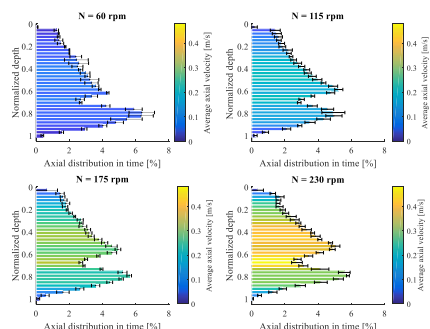 N = 60 rpm
0
0.2
0.4
0.6
0.8
1
Normalized depth
0 2 4 6 8
Axial distribution in time [%]
0.4
0.3
0.2
0.1
0
Average axial velocity [m/s]
N = 115 rpm
0
0.2
0.4
0.6
0.8
1
Normalized depth
0 2 4 6 8
Axial distribution in time [%]
0.4
0.3
0.2
0.1
0
Average axial velocity [m/s]
N = 175 rpm
0
0.2
0.4
0.6
0.8
1
Normalized depth
0 2 4 6 8
Axial distribution in time [%]
0.4
0.3
0.2
0.1
0
Average axial velocity [m/s]
N = 230 rpm
0
0.2
0.4
0.6
0.8
1
Normalized depth
0 2 4 6 8
Axial distribution in time [%]
0.4
0.3
0.2
0.1
0
Average axial velocity [m/s]